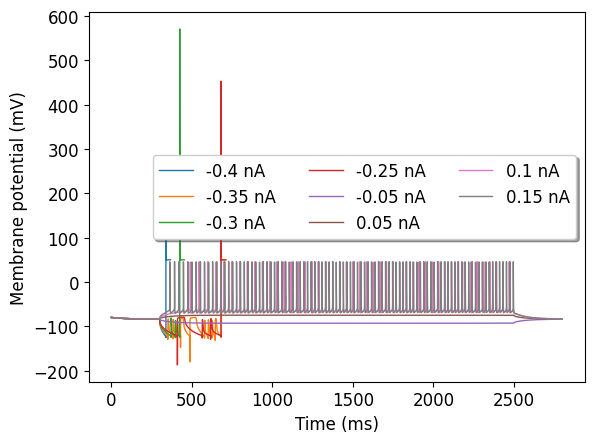 Membrane potential (mV)
600
500
400
300
200
100
0
−100
−200
-0.4 nA
-0.35 nA
-0.3 nA
-0.25 nA
-0.05 nA
0.05 nA
0.1 nA
0.15 nA
0 500 1000 1500 2000 2500
Time (ms)